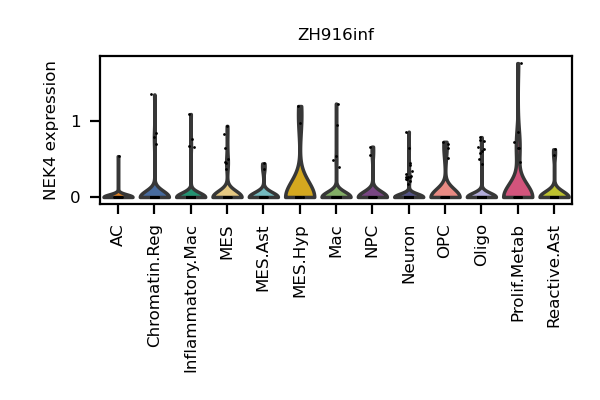 ZH916inf
NEK4 expression
1
0
AC
Chromatin.Reg
Inflammatory.Mac
MES
MES.Ast
MES.Hyp
Mac
NPC
Neuron
OPC
Oligo
Prolif.Metab
Reactive.Ast